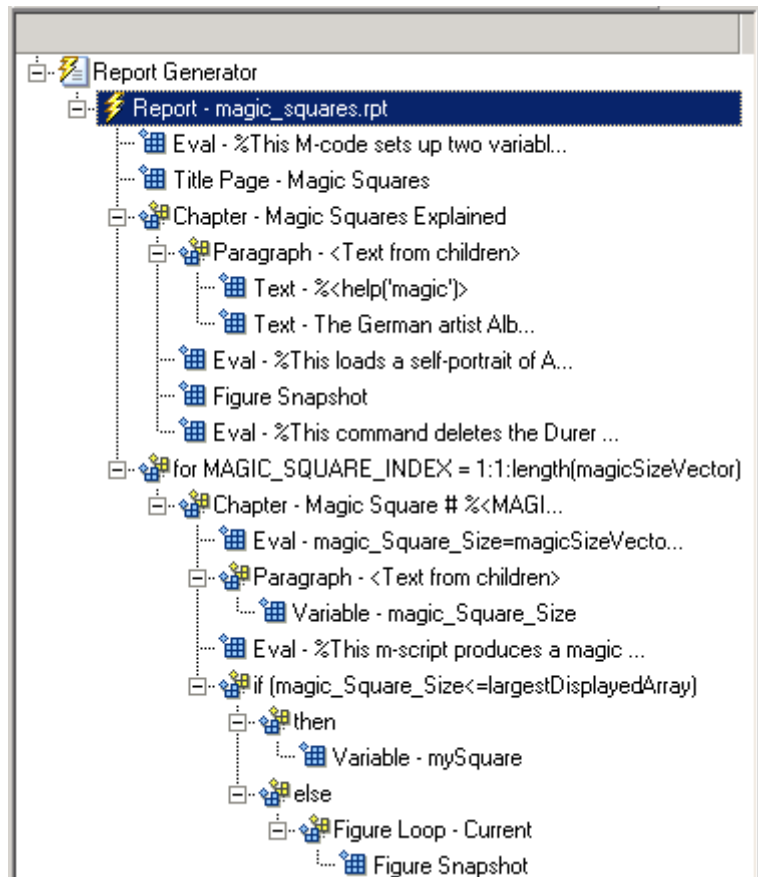 Report Generator
Report - magic_squares.rpt
Eval - %This M-code sets up two variabl...
Title Page - Magic Squares
Chapter - Magic Squares Explained
Paragraph - <Text from children>
Text - %<help('magic')>
Text - The German artist Alb...
Eval - %This loads a self-portrait of A...
Figure Snapshot
Eval - %This command deletes the Durer ...
for MAGIC_SQUARE_INDEX = 1:1:length(magicSizeVector)
Chapter - Magic Square # %<MAGI...
Eval - magic_Square_Size=magicSizeVecto...
Paragraph - <Text from children>
Variable - magic_Square_Size
Eval - %This m-script produces a magic ...
if (magic_Square_Size<=largestDisplayedArray)
then
Variable - mySquare
else
Figure Loop - Current
Figure Snapshot